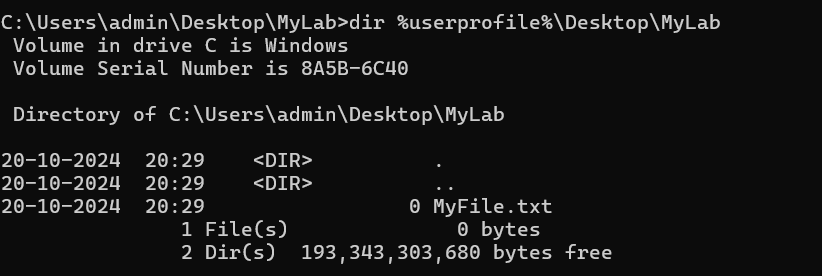 C:\Users\admin\Desktop\MyLab>dir %userprofile%\Desktop\MyLab
 Volume in drive C is Windows
 Volume Serial Number is 8A5B-6C40

 Directory of C:\Users\admin\Desktop\MyLab

20-10-2024  20:29    <DIR>          .
20-10-2024  20:29    <DIR>          ..
20-10-2024  20:29                 0 MyFile.txt
               1 File(s)              0 bytes
               2 Dir(s)  193,343,303,680 bytes free